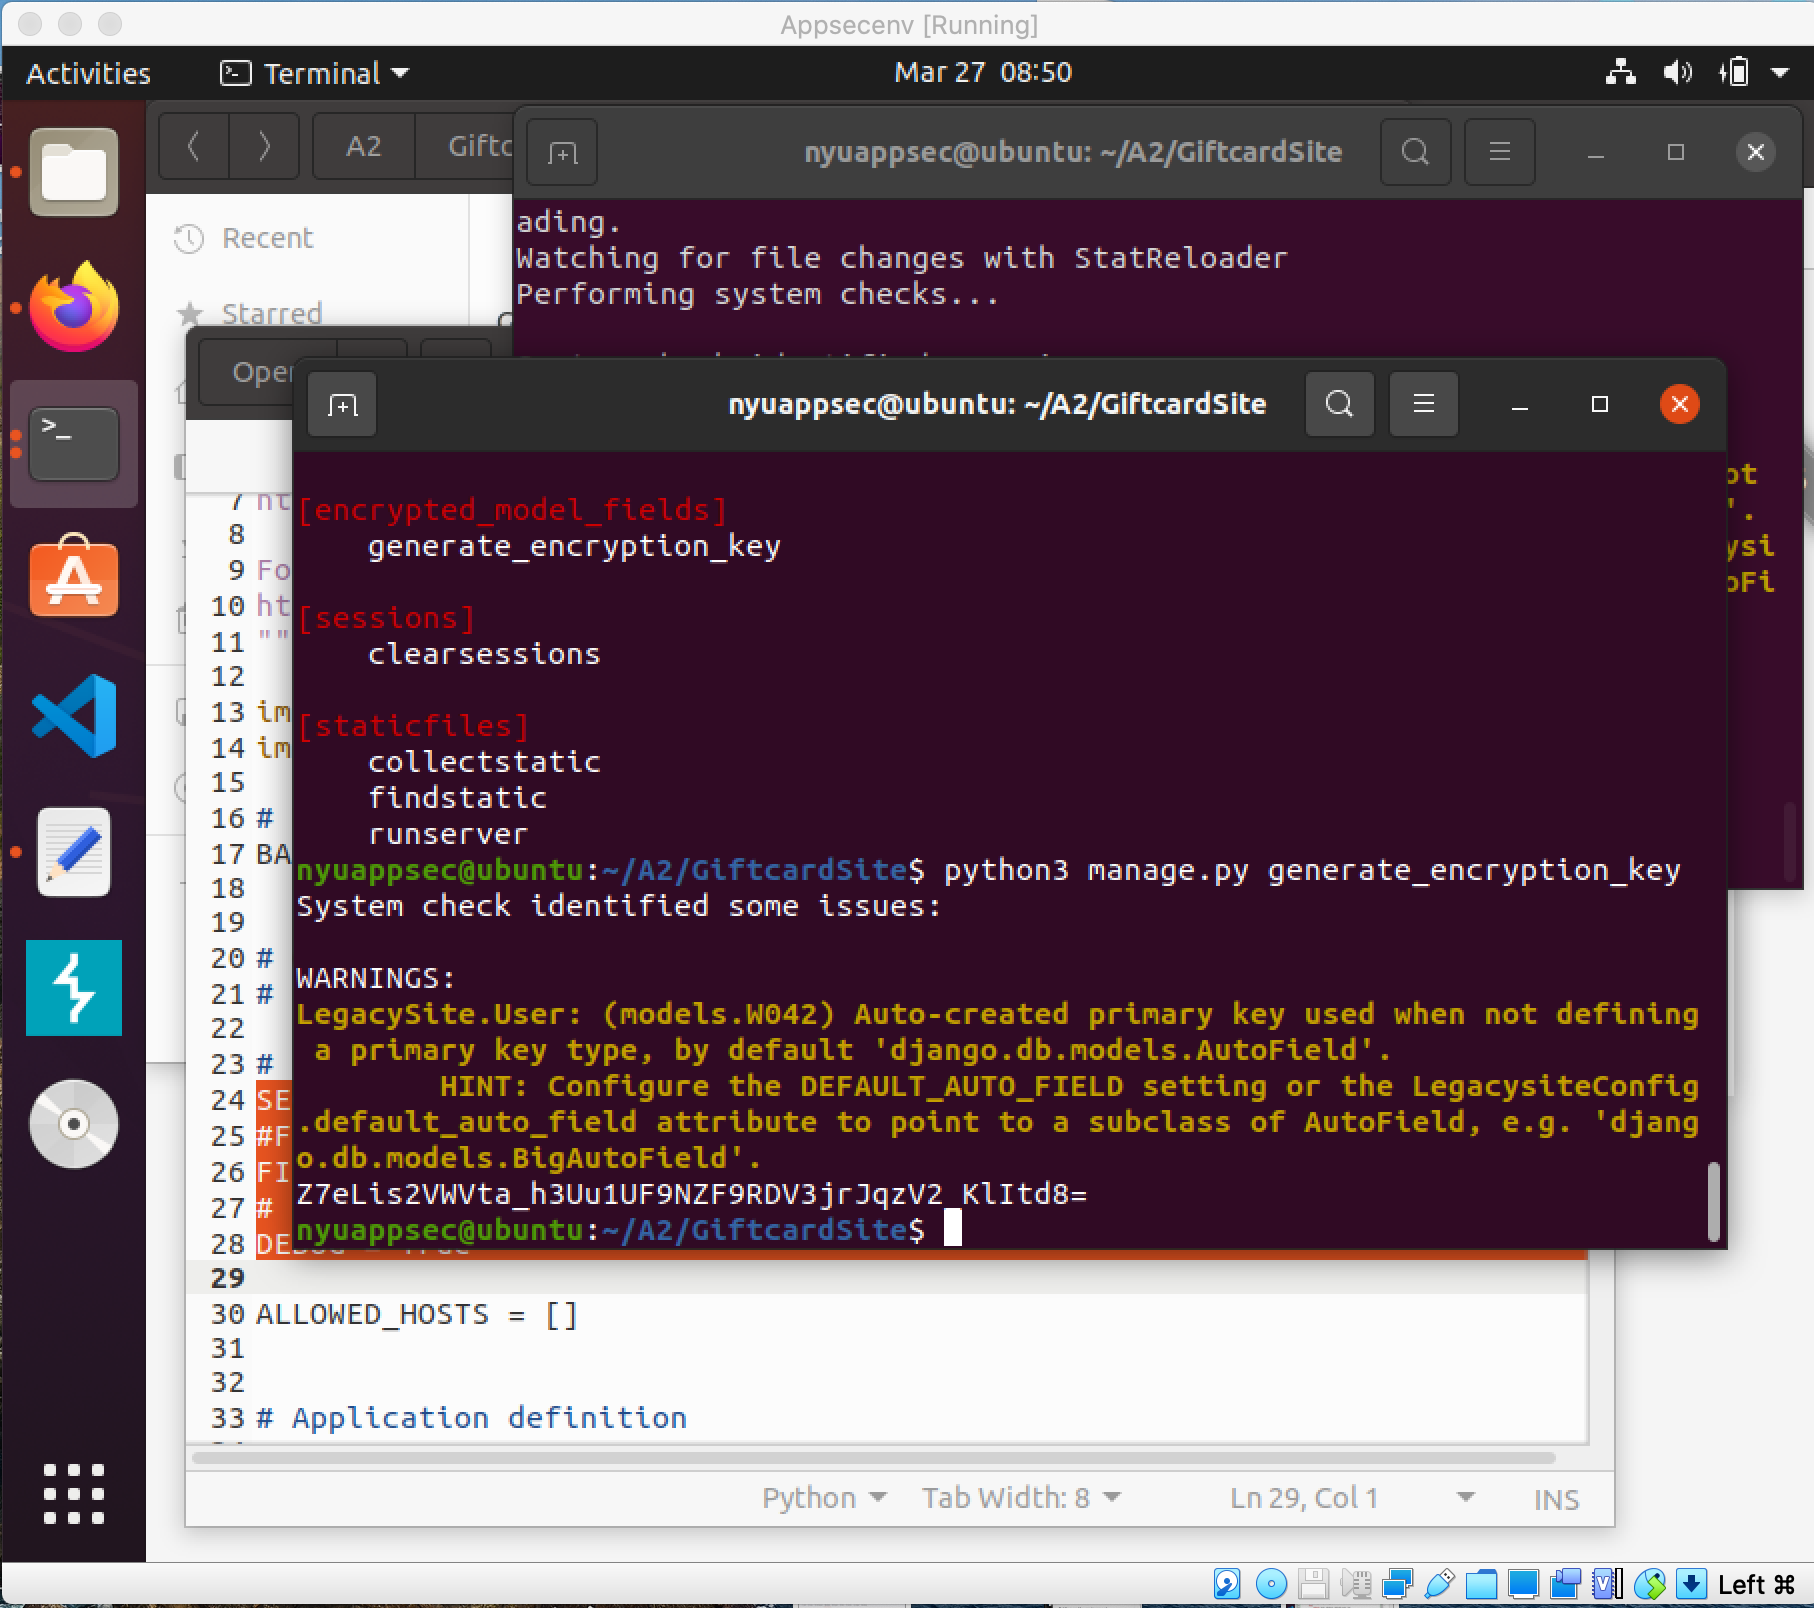 Appsecenv [Running]
Activities
Terminal
Mar 27 08:50
A2
Giftc
nyuappsec@ubuntu: ~/A2/GiftcardSite
Recent
Starred
ading.
Watching for file changes with StatReloader
Performing system checks...
ot
'.
ysi
oFi
Open
nyuappsec@ubuntu: ~/A2/GiftcardSite
[encrypted_model_fields]
generate_encryption_key
[sessions]
clearsessions
[staticfiles]
collectstatic
findstatic
runserver
nyuappsec@ubuntu:~/A2/GiftcardSite$ python3 manage.py generate_encryption_key
System check identified some issues:
WARNINGS:
LegacySite.User: (models.W042) Auto-created primary key used when not defining
a primary key type, by default 'django.db.models.AutoField'.
HINT: Configure the DEFAULT_AUTO_FIELD setting or the LegacysiteConfig
.default_auto_field attribute to point to a subclass of AutoField, e.g. 'djang
o.db.models.BigAutoField'.
Z7eLis2VWVta_h3Uu1UF9NZF9RDV3jrJqzV2_KlItd8=
nyuappsec@ubuntu:~/A2/GiftcardSite$
7 ht
8
9 Fo
10 ht
11 ""
12
13 im
14 im
15
16 #
17 BA
18
19
20 #
21 #
22
23 #
24 SE
25 #F
26 FI
27 #
28 DEBUG = True
29
30 ALLOWED_HOSTS = []
31
32
33 # Application definition
Python
Tab Width: 8
Ln 29, Col 1
INS
Left ⌘